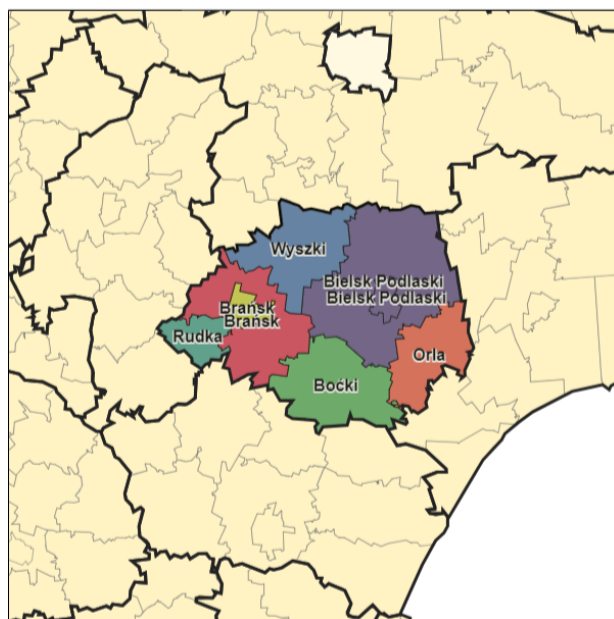 Wyszki
Bielsk Podlaski
Bielsk Podlaski
Brańsk
Brańsk
Rudka
Orla
Boćki